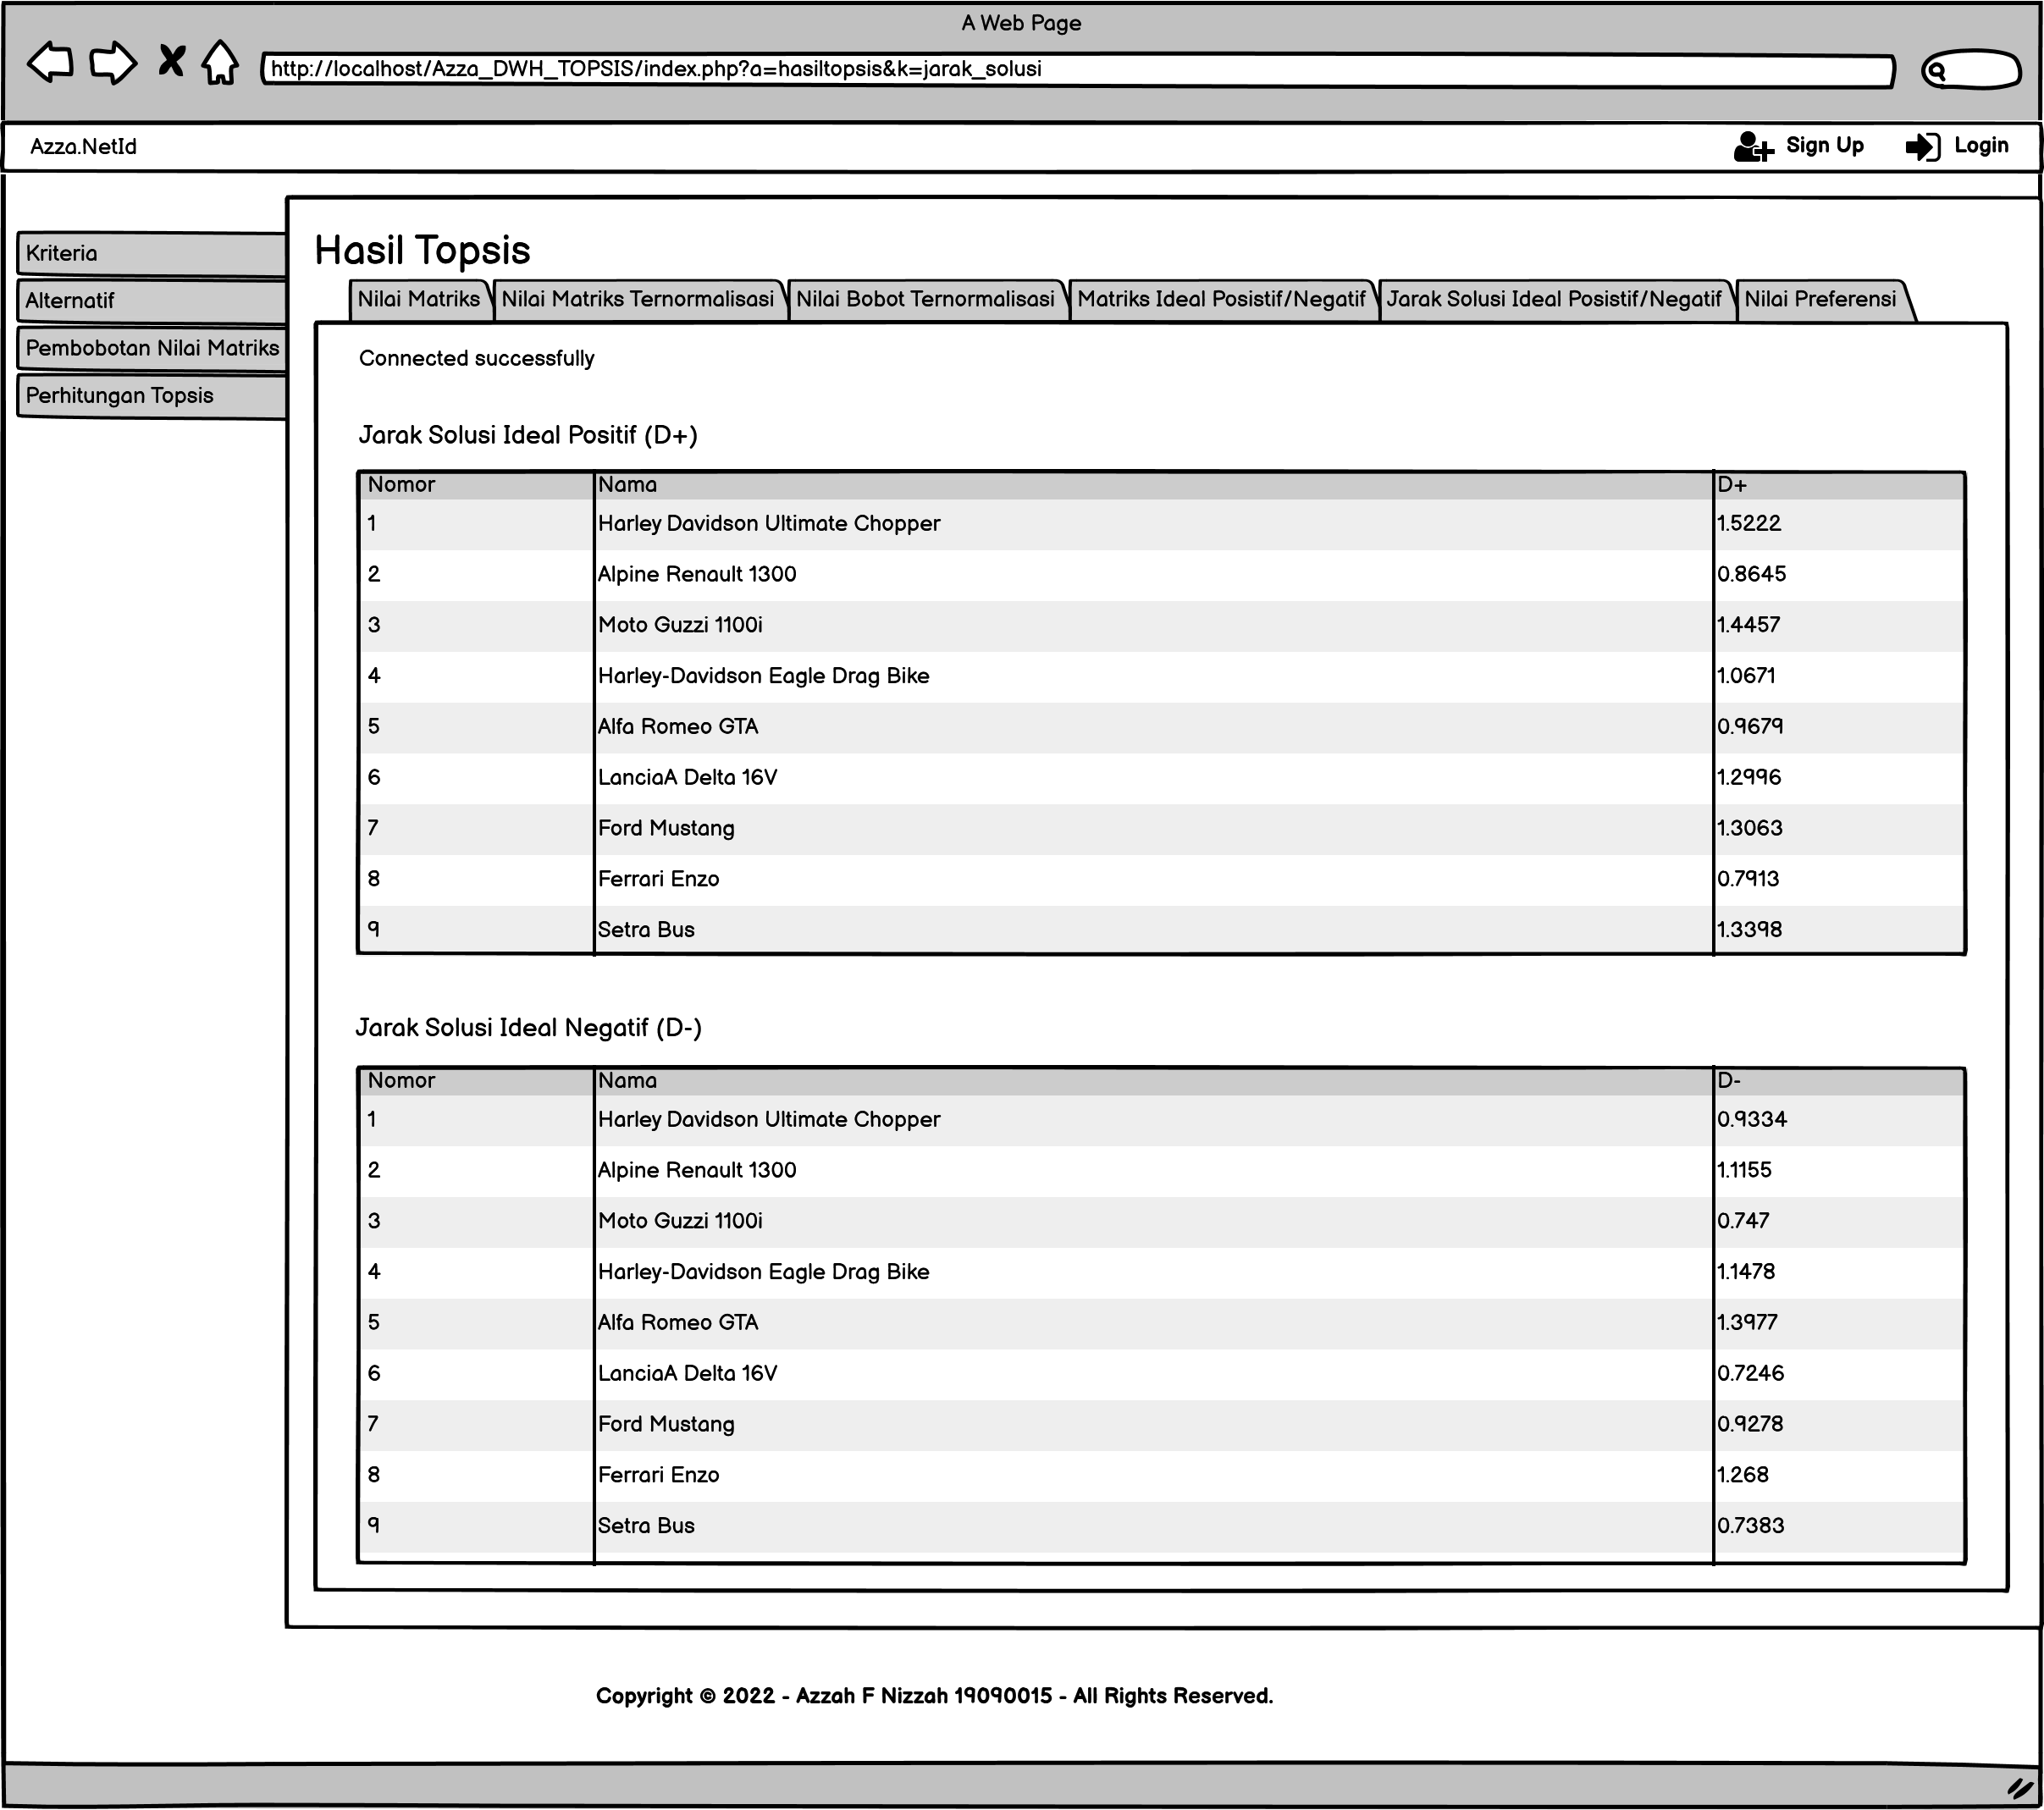 A Web Page
http://localhost/Azza_DWH_TOPSIS/index.php?a=hasiltopsis&k=jarak_solusi
Azza.NetId Sign Up Login
Kriteria
Alternatif
Pembobotan Nilai Matriks
Perhitungan Topsis
Hasil Topsis
Nilai Matriks Nilai Matriks Ternormalisasi Nilai Bobot Ternormalisasi Matriks Ideal Posistif/Negatif Jarak Solusi Ideal Posistif/Negatif Nilai Preferensi
Connected successfully
Jarak Solusi Ideal Positif (D+)
Nomor Nama D+
1 Harley Davidson Ultimate Chopper 1.5222
2 Alpine Renault 1300 0.8645
3 Moto Guzzi 1100i 1.4457
4 Harley-Davidson Eagle Drag Bike 1.0671
5 Alfa Romeo GTA 0.9679
6 LanciaA Delta 16V 1.2996
7 Ford Mustang 1.3063
8 Ferrari Enzo 0.7913
9 Setra Bus 1.3398
Jarak Solusi Ideal Negatif (D-)
Nomor Nama D-
1 Harley Davidson Ultimate Chopper 0.9334
2 Alpine Renault 1300 1.1155
3 Moto Guzzi 1100i 0.747
4 Harley-Davidson Eagle Drag Bike 1.1478
5 Alfa Romeo GTA 1.3977
6 LanciaA Delta 16V 0.7246
7 Ford Mustang 0.9278
8 Ferrari Enzo 1.268
9 Setra Bus 0.7383
Copyright © 2022 - Azzah F Nizzah 19090015 - All Rights Reserved.